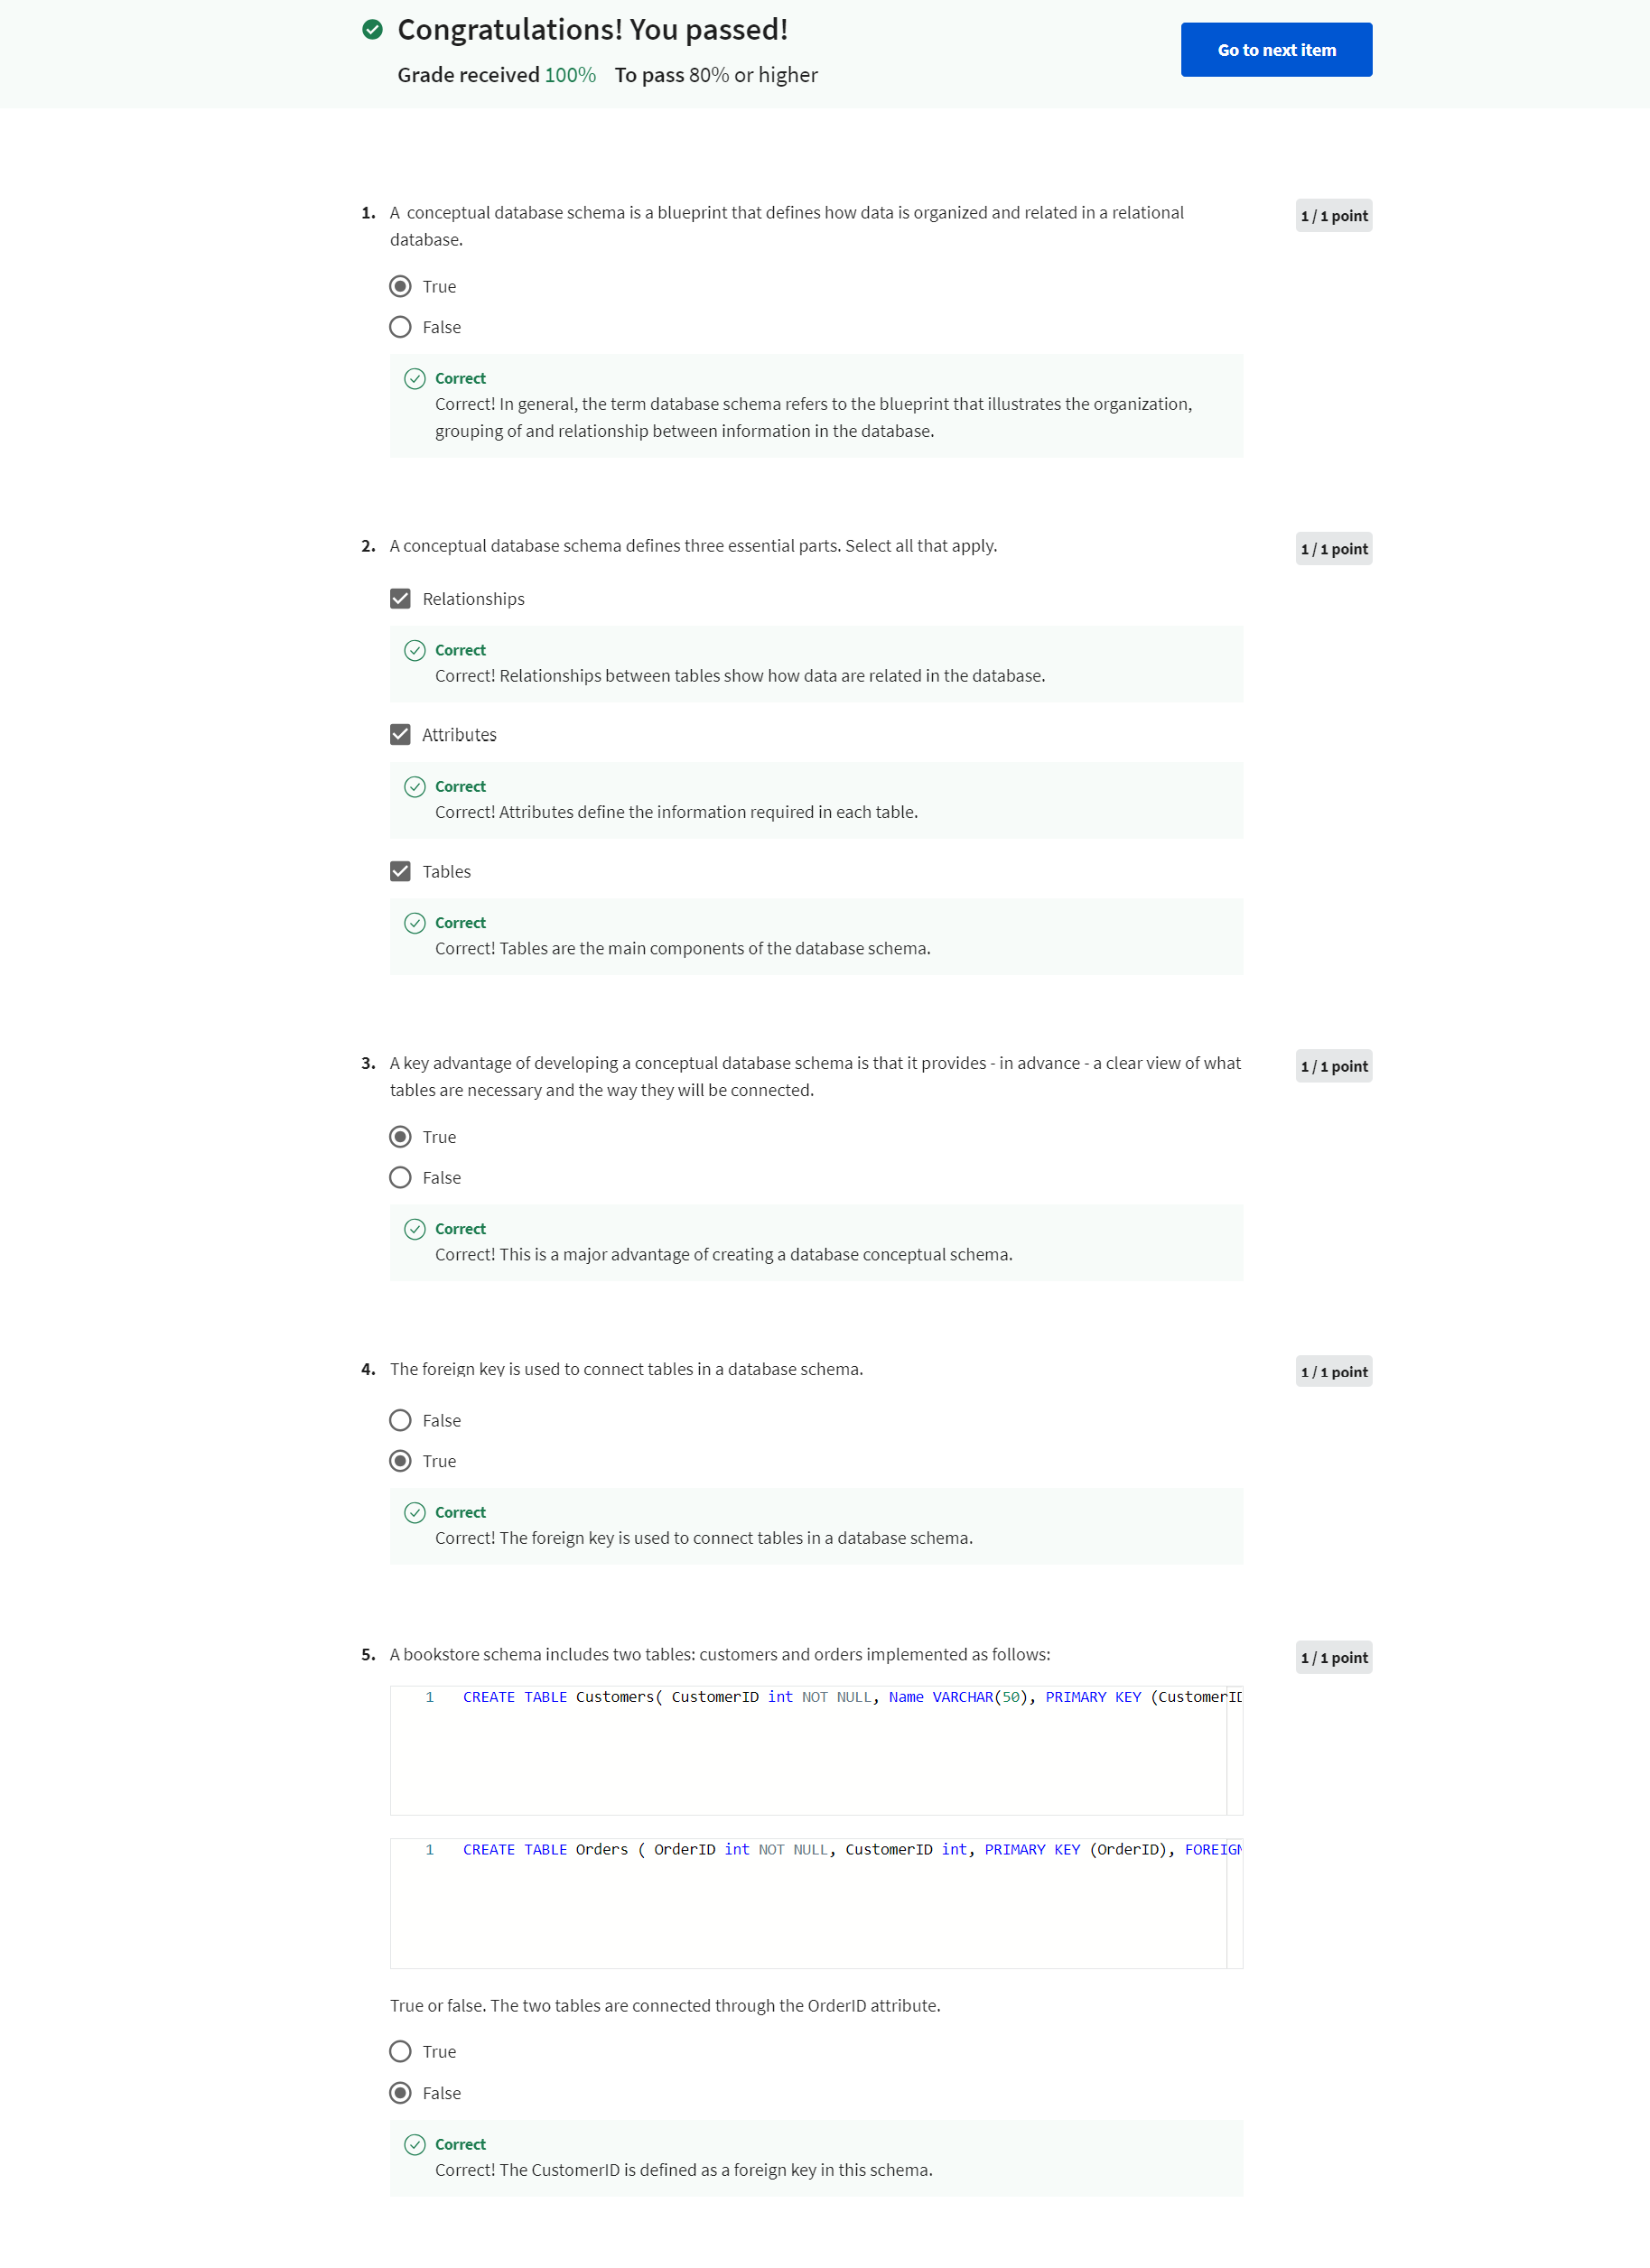 Congratulations! You passed!
Grade received 100% To pass 80% or higher
Go to next item
1. A conceptual database schema is a blueprint that defines how data is organized and related in a relational
database.
1 / 1 point
True
False
Correct
Correct! In general, the term database schema refers to the blueprint that illustrates the organization,
grouping of and relationship between information in the database.
2. A conceptual database schema defines three essential parts. Select all that apply.
1 / 1 point
Relationships
Correct
Correct! Relationships between tables show how data are related in the database.
Attributes
Correct
Correct! Attributes define the information required in each table.
Tables
Correct
Correct! Tables are the main components of the database schema.
3. A key advantage of developing a conceptual database schema is that it provides - in advance - a clear view of what
tables are necessary and the way they will be connected.
1 / 1 point
True
False
Correct
Correct! This is a major advantage of creating a database conceptual schema.
4. The foreign key is used to connect tables in a database schema.
1 / 1 point
False
True
Correct
Correct! The foreign key is used to connect tables in a database schema.
5. A bookstore schema includes two tables: customers and orders implemented as follows:
1 / 1 point
1 CREATE TABLE Customers( CustomerID int NOT NULL, Name VARCHAR(50), PRIMARY KEY (CustomerID
1 CREATE TABLE Orders ( OrderID int NOT NULL, CustomerID int, PRIMARY KEY (OrderID), FOREIGN
True or false. The two tables are connected through the OrderID attribute.
True
False
Correct
Correct! The CustomerID is defined as a foreign key in this schema.